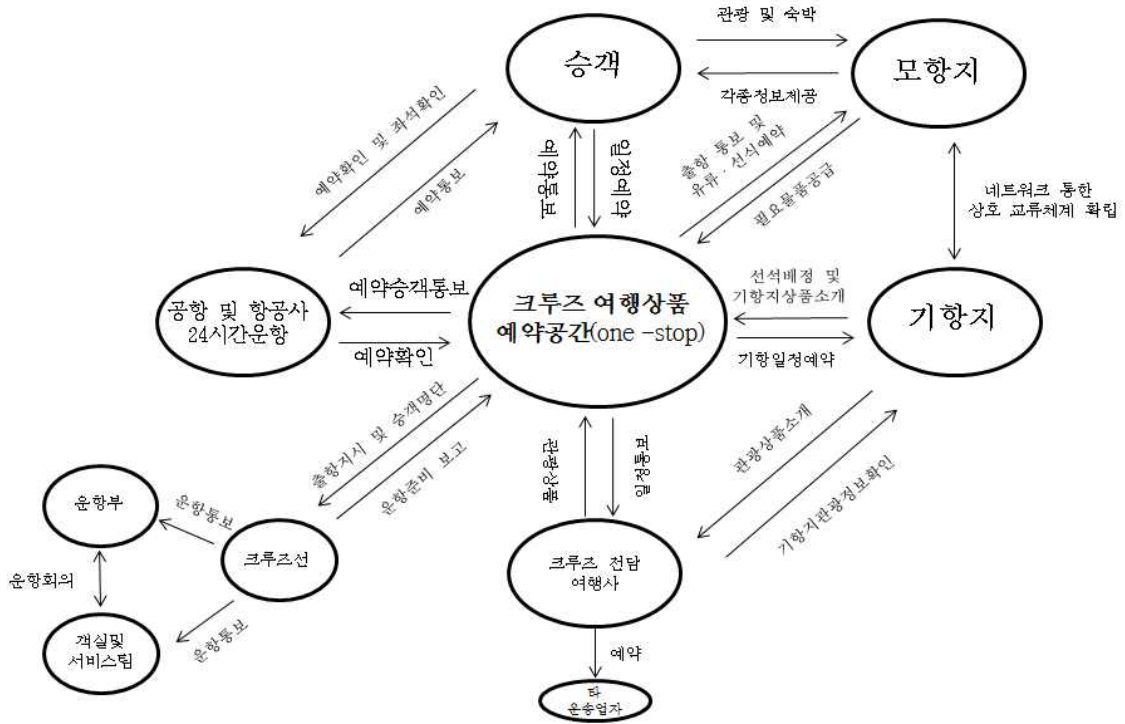 관광 및 숙박
승객
모항지
각종정보제공
예약확인 및 좌석확인
예약통보
예약통보
일정예약
출항 통보 및
유류·선식예약
필요물품공급
네트워크 통한
상호 교류체계 확립
공항 및 항공사
24시간운항
예약승객통보
예약확인
크루즈 여행상품
예약공간(one -stop)
선석배정 및
기항지상품소개
기항일정예약
기항지
출항지시 및 승객명단
운항준비 보고
관광상품
관광상품소개
기항지관광정보확인
운항부
운항통보
크루즈선
운항회의
운항통보
객실및
서비스팀
크루즈 전담
여행사
예약
타
운송업자